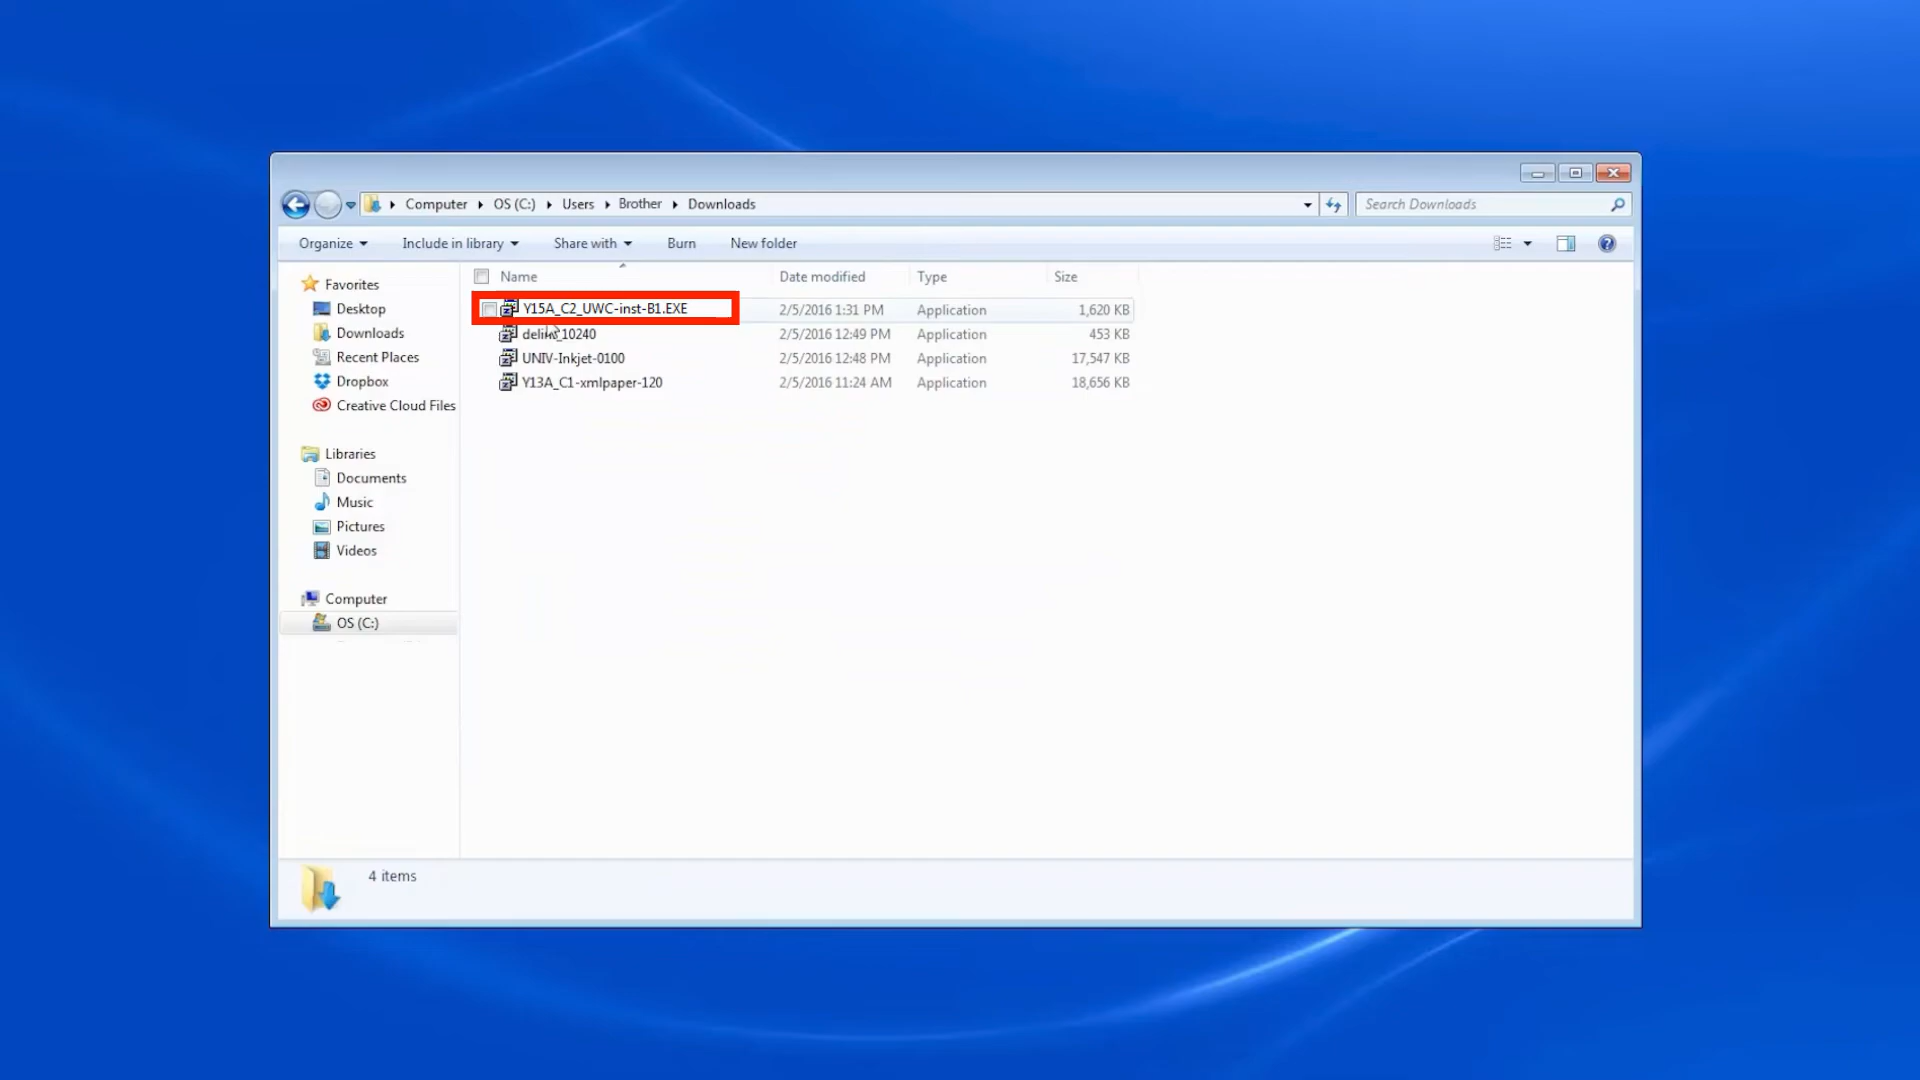 Computer OS (C:) Users Brother Downloads
Search Downloads
Organize Include in library Share with Burn New folder
Name Date modified Type Size
Y15A_C2_UWC-inst-B1.EXE 2/5/2016 1:31 PM Application 1,620 KB
2/5/2016 12:49 PM Application 453 KB
UNIV-Inkjet-0100 2/5/2016 12:48 PM Application 17,547 KB
Y13A_C1-xmlpaper-120 2/5/2016 11:24 AM Application 18,656 KB
Favorites
Desktop
Downloads
Recent Places
Dropbox
Creative Cloud Files
Libraries
Documents
Music
Pictures
Videos
Computer
OS (C:)
4 items